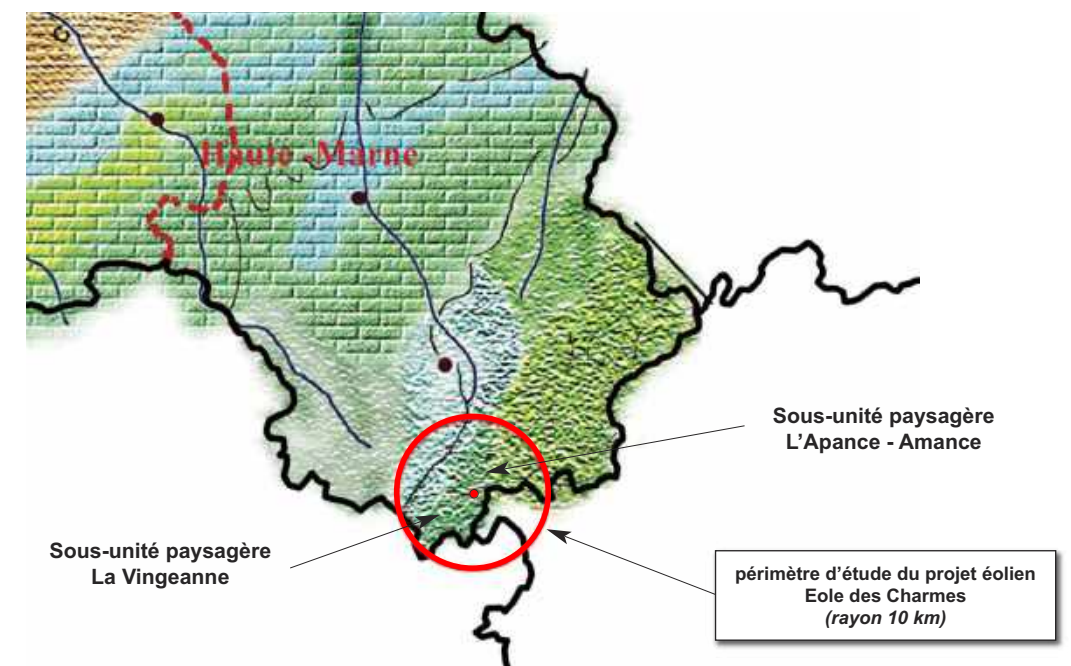 Haute -Marne
Sous-unité paysagère
L'Apance - Amance
Sous-unité paysagère
La Vingeanne
périmètre d'étude du projet éolien
Eole des Charmes
(rayon 10 km)